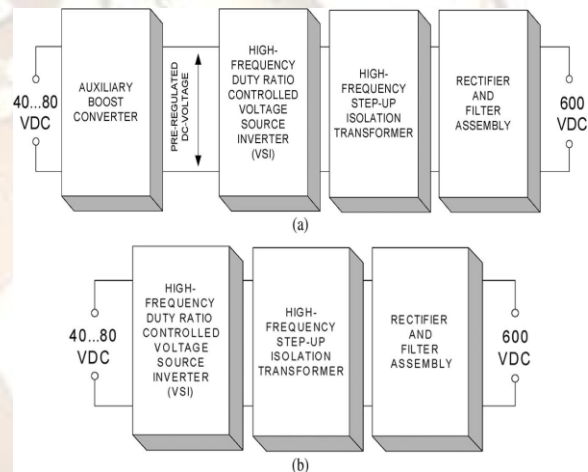 40...80
VDC
AUXILIARY
BOOST
CONVERTER
PRE-REGULATED
DC-VOLTAGE
HIGH-
FREQUENCY
DUTY RATIO
CONTROLLED
VOLTAGE
SOURCE
INVERTER
(VSI)
HIGH-
FREQUENCY
STEP-UP
ISOLATION
TRANSFORMER
RECTIFIER
AND
FILTER
ASSEMBLY
600
VDC
(a)
40...80
VDC
HIGH-
FREQUENCY
DUTY RATIO
CONTROLLED
VOLTAGE
SOURCE
INVERTER
(VSI)
HIGH-
FREQUENCY
STEP-UP
ISOLATION
TRANSFORMER
RECTIFIER
AND
FILTER
ASSEMBLY
600
VDC
(b)